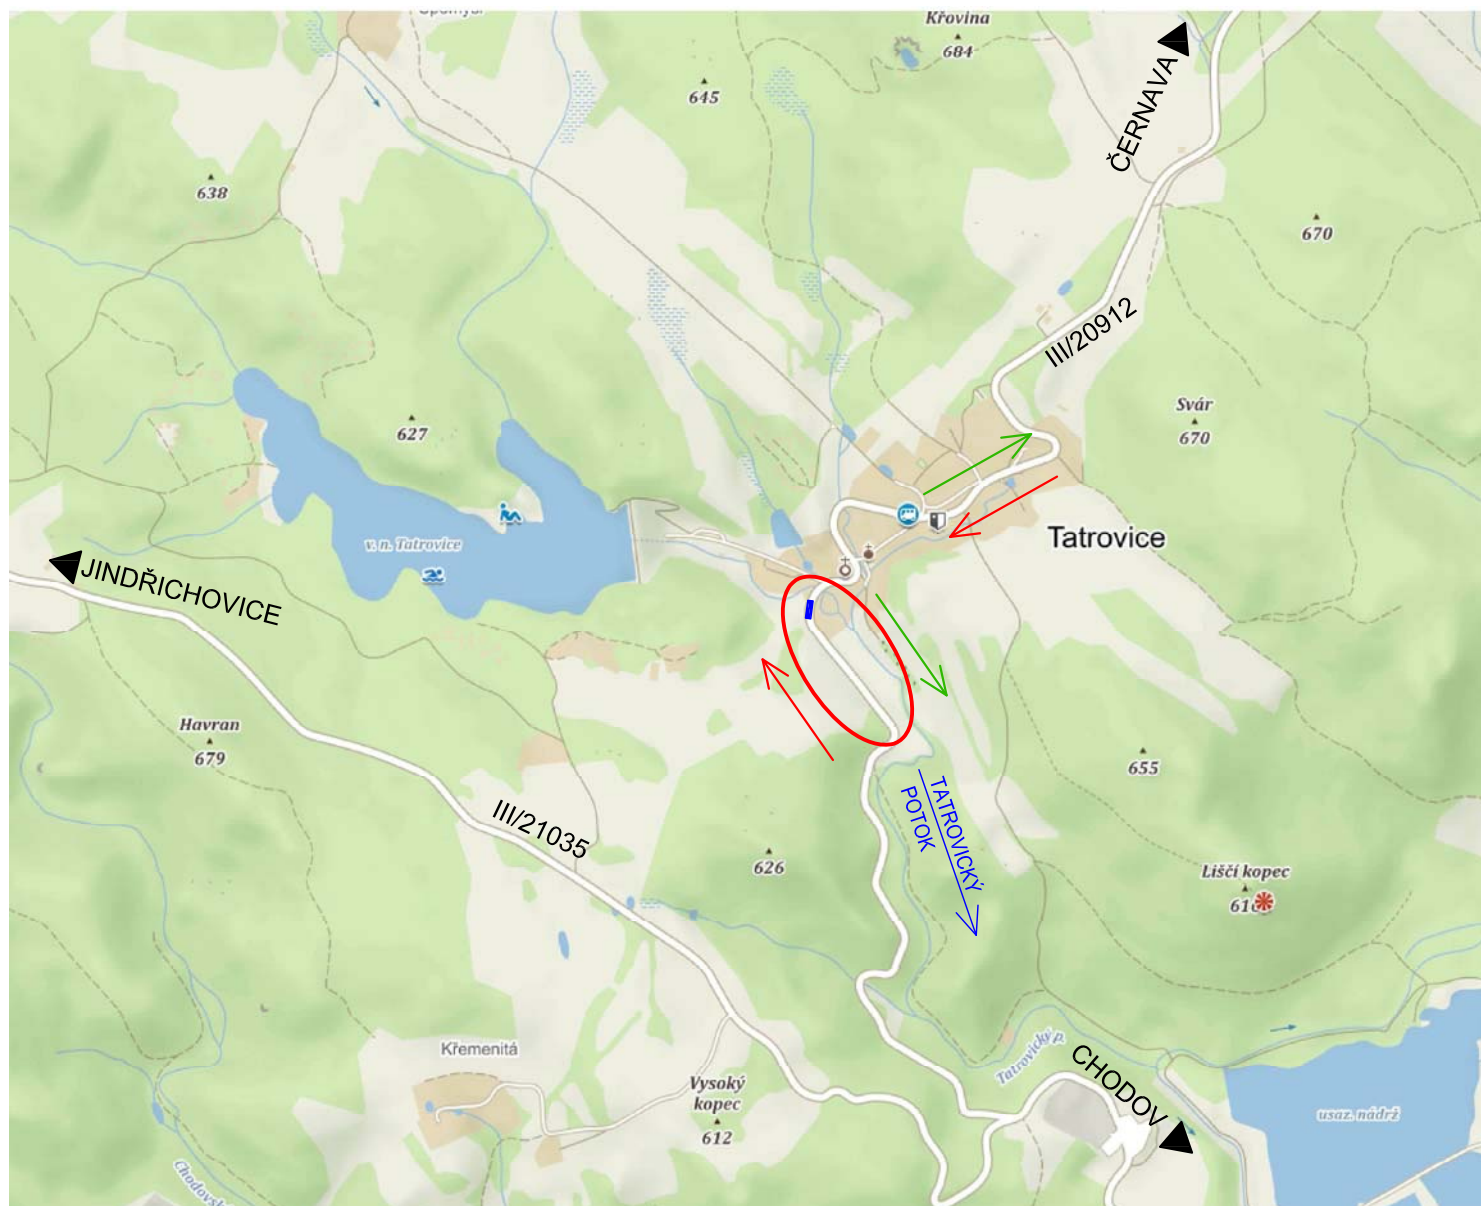 Křovina
684
645
ČERNAVA
638
670
III/20912
Svár
670
627
v. n. Tatrovice
Tatrovice
JINDŘICHOVICE
Havran
679
655
TATROVICKÝ
POTOK
III/21035
626
Liščí kopec
Křemenitá
Tatrovický p.
CHODOV
Vysoký
kopec
612
usaz. nádrž